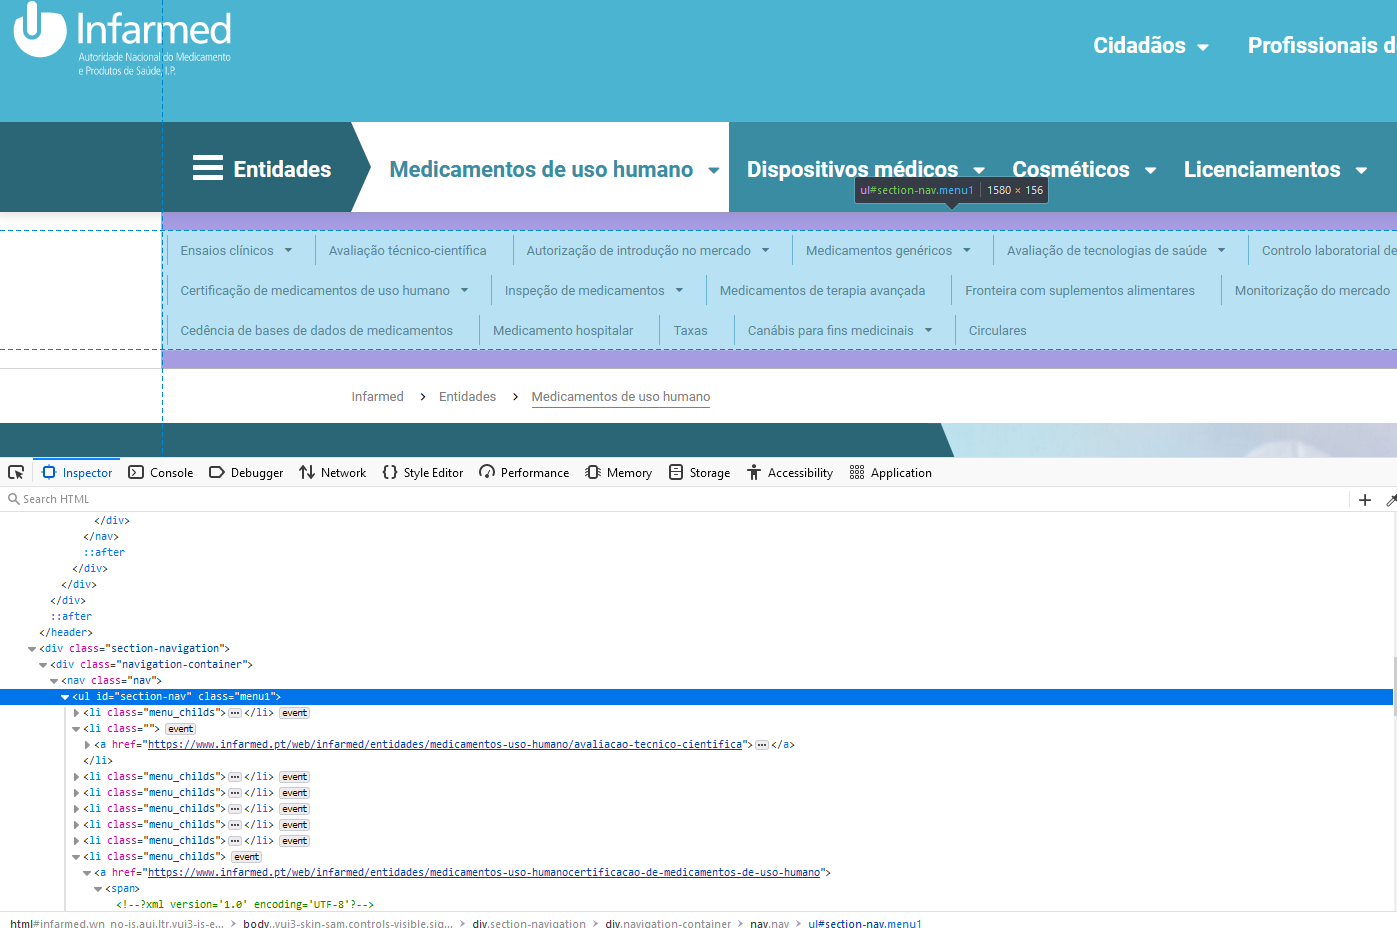 Infarmed
Autoridade Nacional do Medicamento
e Produtos de Saúde, I.P.
Cidadãos
Profissionais d
Entidades
Medicamentos de uso humano
Dispositivos médicos
Cosméticos
Licenciamentos
ul#section-nav.menu1 | 1580 × 156
Ensaios clínicos
Avaliação técnico-científica
Autorização de introdução no mercado
Medicamentos genéricos
Avaliação de tecnologias de saúde
Controlo laboratorial de
Certificação de medicamentos de uso humano
Inspeção de medicamentos
Medicamentos de terapia avançada
Fronteira com suplementos alimentares
Monitorização do mercado
Cedência de bases de dados de medicamentos
Medicamento hospitalar
Taxas
Canábis para fins medicinais
Circulares
Infarmed > Entidades > Medicamentos de uso humano
Inspector
Console
Debugger
Network
Style Editor
Performance
Memory
Storage
Accessibility
Application
Search HTML
</div>
</nav>
::after
</div>
</div>
</div>
::after
</header>
<div class="section-navigation">
<div class="navigation-container">
<nav class="nav">
<ul id="section-nav" class="menu1">
<li class="menu_childs">…</li> event
<li class=""> event
<a href="https://www.infarmed.pt/web/infarmed/entidades/medicamentos-uso-humano/avaliacao-tecnico-cientifica">…</a>
</li>
<li class="menu_childs">…</li> event
<li class="menu_childs">…</li> event
<li class="menu_childs">…</li> event
<li class="menu_childs">…</li> event
<li class="menu_childs">…</li> event
<li class="menu_childs"> event
<a href="https://www.infarmed.pt/web/infarmed/entidades/medicamentos-uso-humanocertificacao-de-medicamentos-de-uso-humano">
<span>
<!--?xml version='1.0' encoding='UTF-8'?-->
html#infarmed.wn_no-js.aui.ltr.yui3-js-e... > body..yui3-skin-sam.controls-visible.sig... > div.section-navigation > div.navigation-container > nav.nav > ul#section-nav.menu1